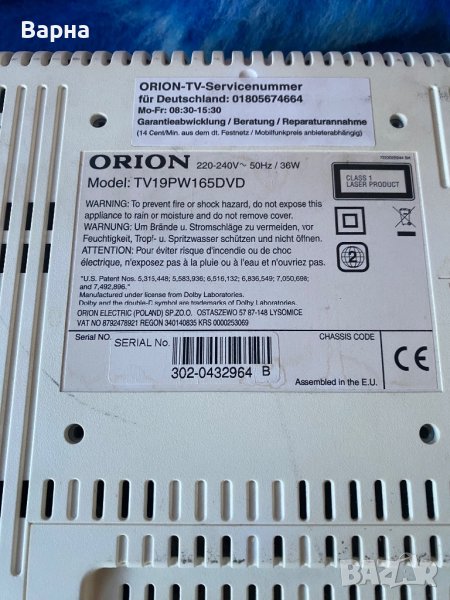 Варна
ORION-TV-Servicenummer
für Deutschland: 01805674664
Mo-Fr: 08:30-15:30
Garantieabwicklung / Beratung / Reparaturannahme
(14 Cent/Min. aus dem dt. Festnetz / Mobilfunkpreis anbieterabhängig)
ORION 220-240V~ 50Hz / 36W
Model: TV19PW165DVD
CLASS 1
LASER PRODUCT
WARNING: To prevent fire or shock hazard, do not expose this
appliance to rain or moisture and do not remove cover.
WARNUNG: Um Brände u. Stromschläge zu vermeiden, vor
Feuchtigkeit, Tropf- u. Spritzwasser schützen und nicht öffnen.
ATTENTION: Pour éviter risque d'incendie ou de choc
électrique, n'exposez pas à la pluie ou à l'eau et n'ouvriez pas.
2
"U.S. Patent Nos. 5,315,448; 5,583,936; 6,516,132; 6,836,549; 7,050,698;
and 7,492,896."
Manufactured under license from Dolby Laboratories.
Dolby and the double-D symbol are trademarks of Dolby Laboratories.
ORION ELECTRIC (POLAND) SP.ZO.O. OSTASZEWO 57 87-148 LYSOMICE
VAT NO 8792478921 REGON 340140835 KRS 0000253069
Serial NO.
SERIAL No.
302-0432964 B
CHASSIS CODE
CE
Assembled in the E.U.
BAZAR